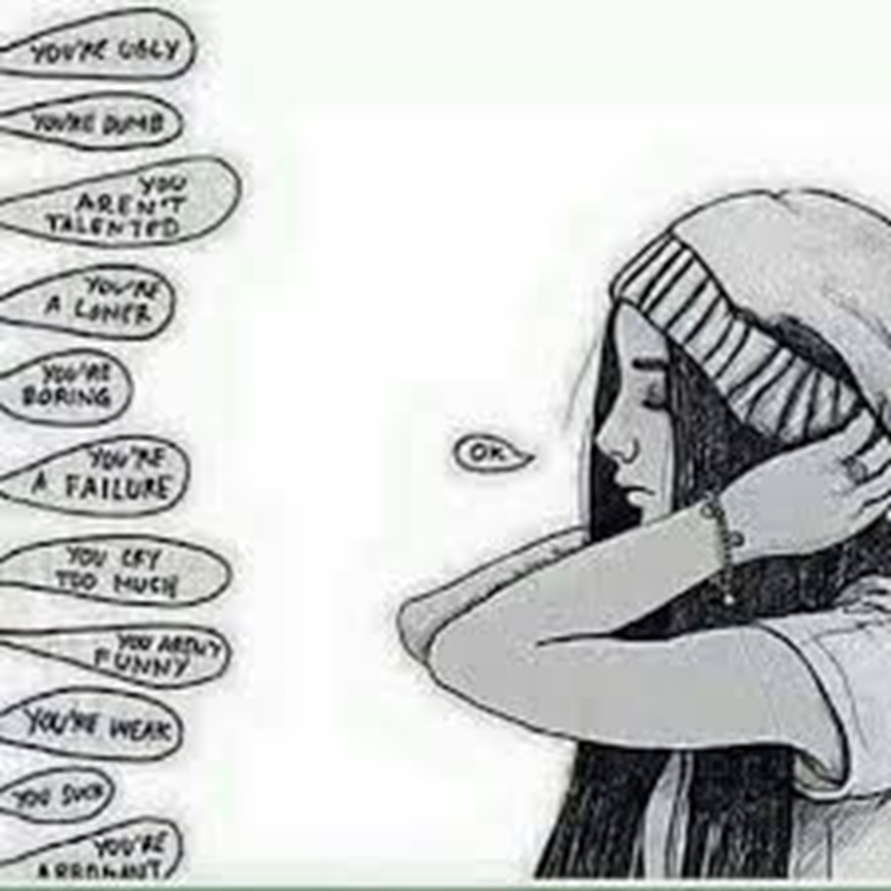 YOU'RE UGLY
YOU'RE DUMB
YOU
AREN'T
TALENTED
YOU'RE
A LONER
YOU'RE
BORING
YOU'RE
A FAILURE
YOU CRY
TOO MUCH
YOU AREN'T
FUNNY
YOU'RE WEAK
YOU SUCK
YOU'RE
ARROGANT
OK